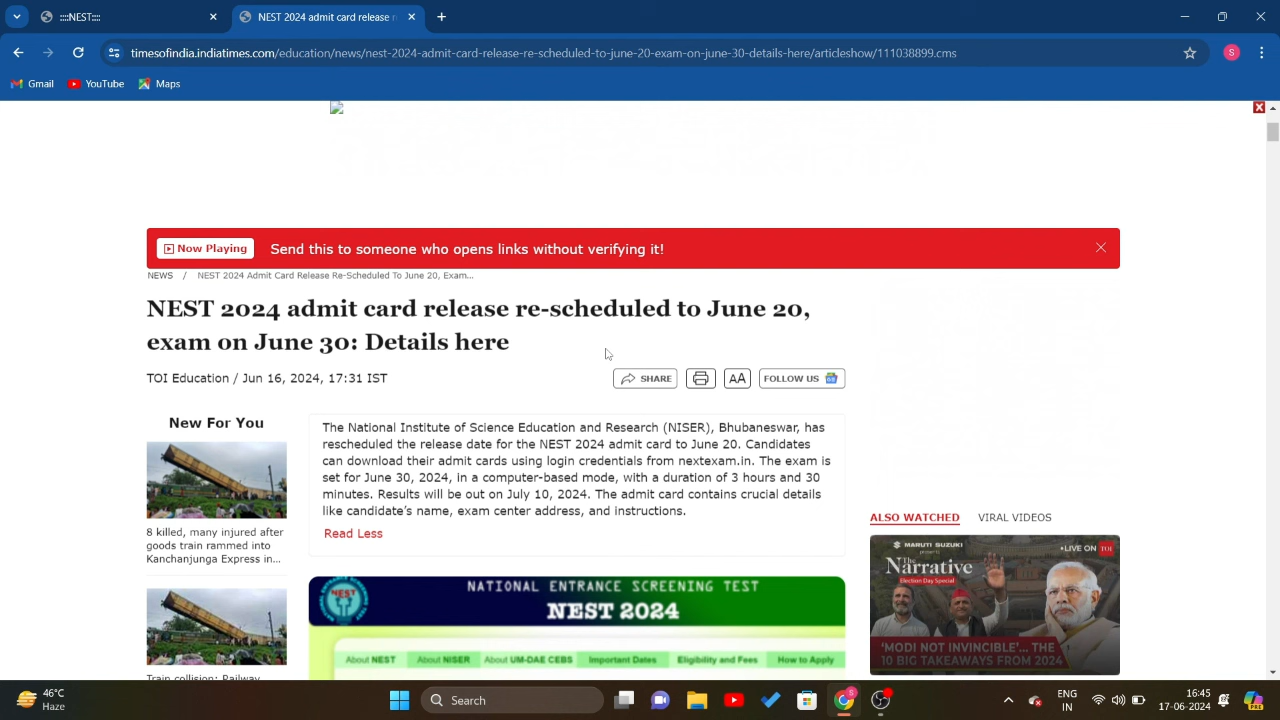 ::::NEST::::
NEST 2024 admit card release r
timesofindia.com/education/news/nest-2024-admit-card-release-re-scheduled-to-june-20-exam-on-june-30-details-here/articleshow/111038899.cms
S
Gmail
YouTube
Maps
Now Playing
Send this to someone who opens links without verifying it!
NEWS / NEST 2024 Admit Card Release Re-Scheduled To June 20, Exam...
NEST 2024 admit card release re-scheduled to June 20,
exam on June 30: Details here
TOI Education / Jun 16, 2024, 17:31 IST
SHARE
AA
FOLLOW US
New For You
The National Institute of Science Education and Research (NISER), Bhubaneswar, has
rescheduled the release date for the NEST 2024 admit card to June 20. Candidates
can download their admit cards using login credentials from nextexam.in. The exam is
set for June 30, 2024, in a computer-based mode, with a duration of 3 hours and 30
minutes. Results will be out on July 10, 2024. The admit card contains crucial details
like candidate's name, exam center address, and instructions.
Read Less
8 killed, many injured after
goods train rammed into
Kanchanjunga Express in...
Train collision: Railway
NEST
NATIONAL ENTRANCE SCREENING TEST
NEST 2024
About NEST
About NISER
About UM-DAE CEBS
Important Dates
Eligibility and Fees
How to Apply
ALSO WATCHED
VIRAL VIDEOS
MARUTI SUZUKI
presents
The
Narrative
Election Day Special
LIVE ON TOI
'MODI NOT INVINCIBLE'... THE
10 BIG TAKEAWAYS FROM 2024
46°C
Haze
Search
S
ENG
IN
16:45
17-06-2024